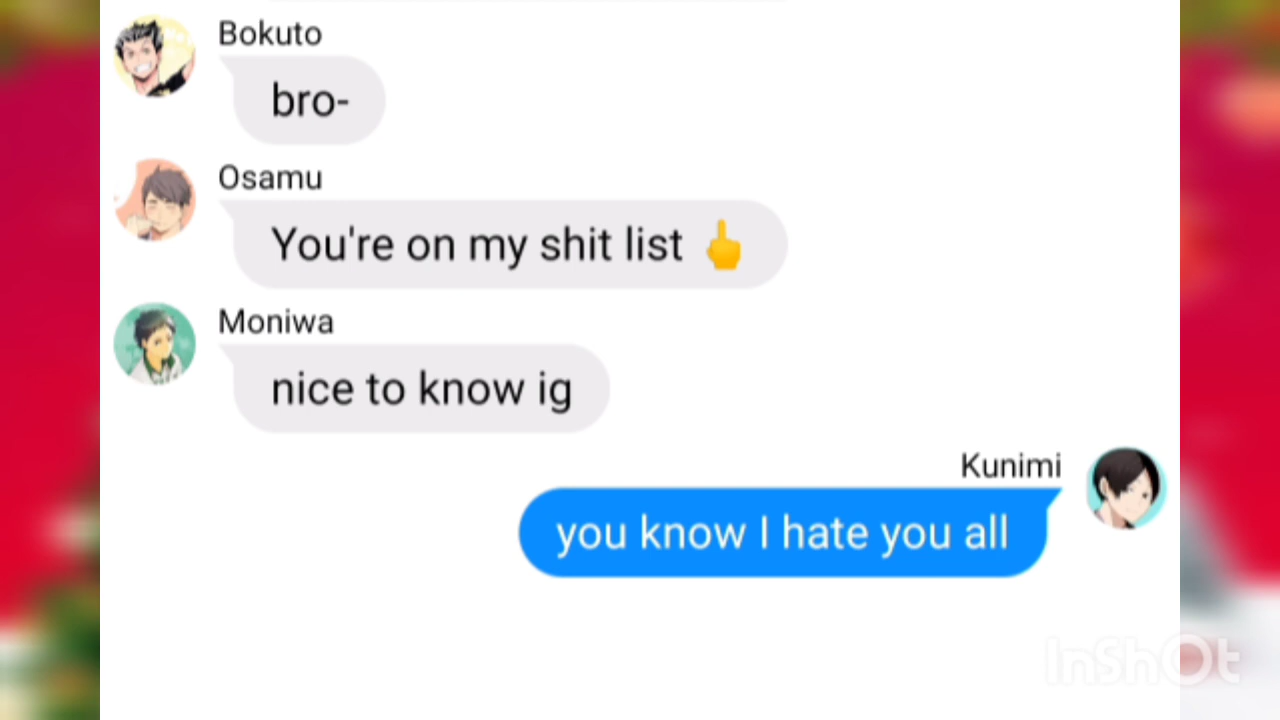 Bokuto
bro-
Osamu
You're on my shit list 🖕
Moniwa
nice to know ig
Kunimi
you know I hate you all
InShOt